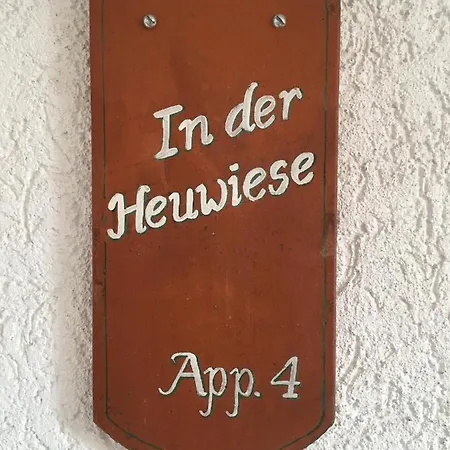 In der
Heuwiese
App. 4